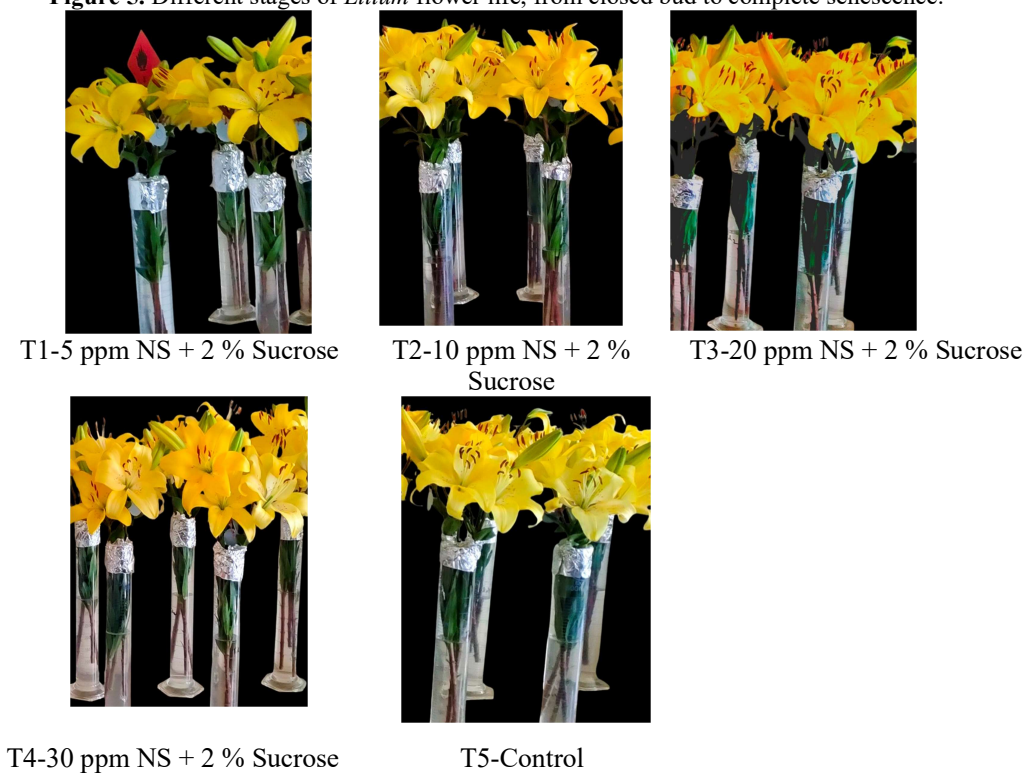 Figure 3. Different stages of Lilium flower life, from closed bud to complete senescence.
T1-5 ppm NS + 2 % Sucrose
T2-10 ppm NS + 2 %
Sucrose
T3-20 ppm NS + 2 % Sucrose
T4-30 ppm NS + 2 % Sucrose
T5-Control